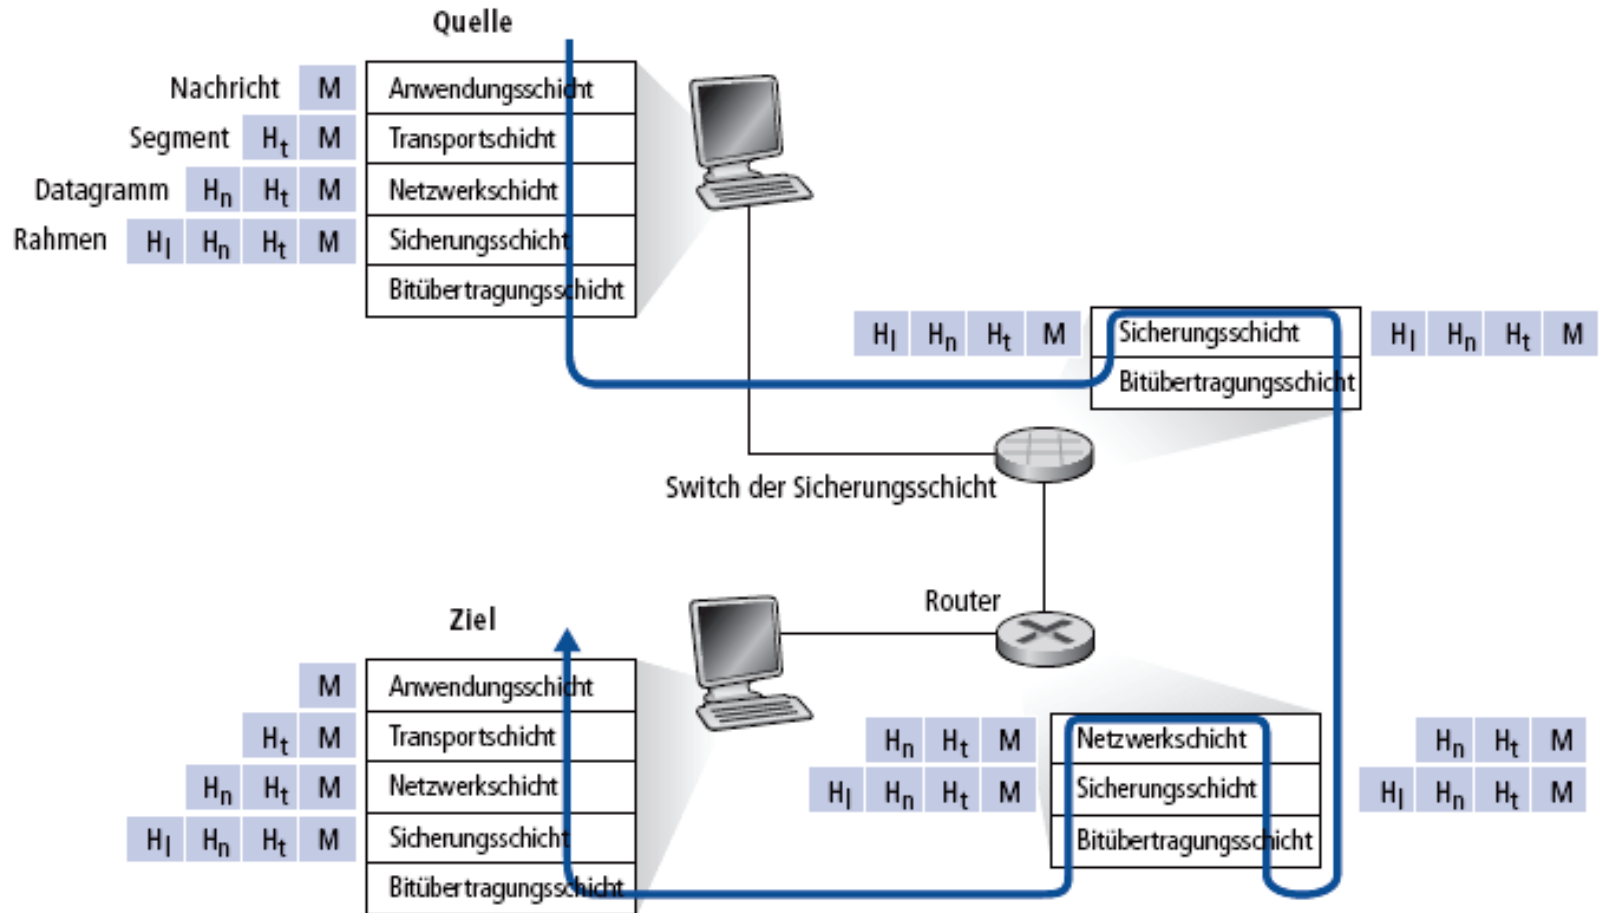 Quelle
Nachricht M Anwendungsschicht
Segment Ht M Transportschicht
Datagramm Hn Ht M Netzwerkschicht
Rahmen Hl Hn Ht M Sicherungsschicht
Bitübertragungsschicht
Hl Hn Ht M Sicherungsschicht Hl Hn Ht M
Bitübertragungsschicht
Switch der Sicherungsschicht
Router
Ziel
M Anwendungsschicht
Ht M Transportschicht
Hn Ht M Netzwerkschicht
Hl Hn Ht M Sicherungsschicht
Bitübertragungsschicht
Hn Ht M Netzwerkschicht Hn Ht M
Hl Hn Ht M Sicherungsschicht Hl Hn Ht M
Bitübertragungsschicht